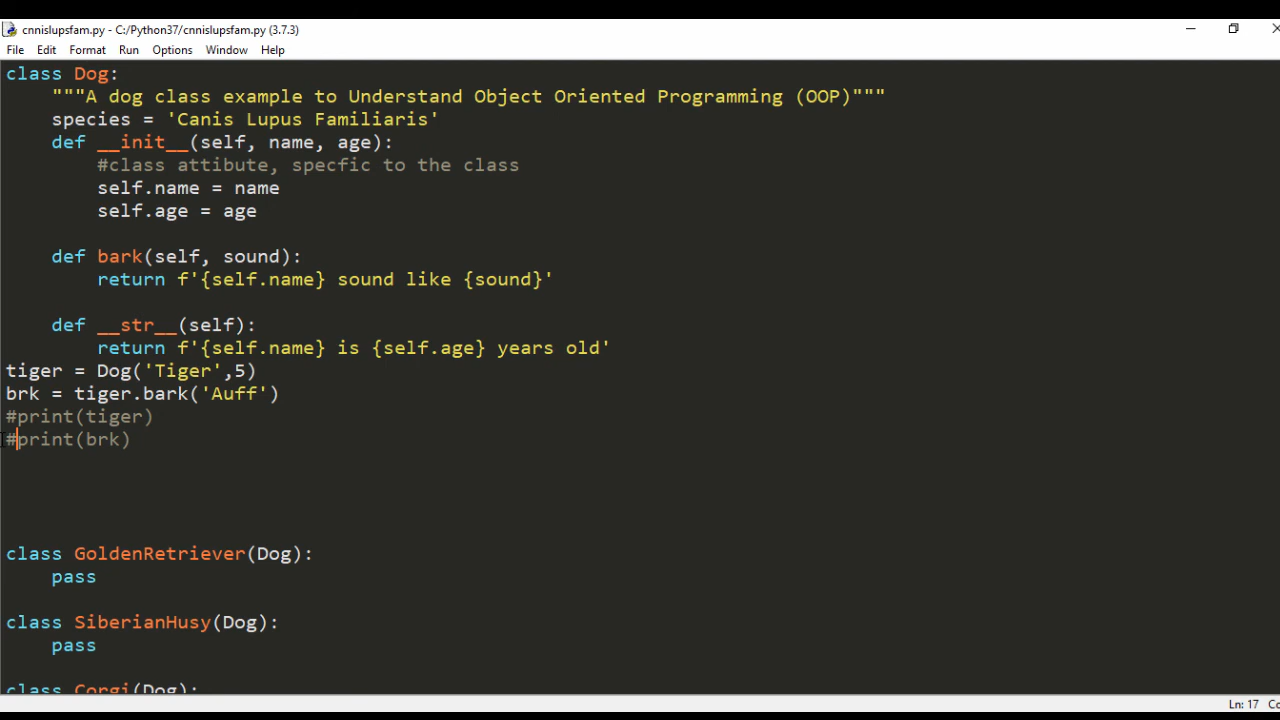 cnnislupsfam.py - C:/Python37/cnnislupsfam.py (3.7.3)
File Edit Format Run Options Window Help
class Dog:
    """A dog class example to Understand Object Oriented Programming (OOP)"""
    species = 'Canis Lupus Familiaris'
    def __init__(self, name, age):
        #class attibute, specfic to the class
        self.name = name
        self.age = age
    def bark(self, sound):
        return f'{self.name} sound like {sound}'
    def __str__(self):
        return f'{self.name} is {self.age} years old'
tiger = Dog('Tiger',5)
brk = tiger.bark('Auff')
#print(tiger)
#print(brk)
class GoldenRetriever(Dog):
    pass
class SiberianHusy(Dog):
    pass
class Corgi(Dog):
Ln: 17 Co